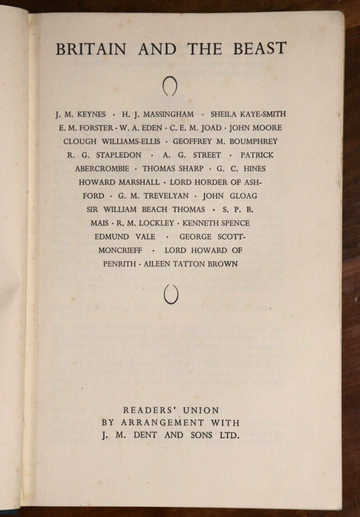 BRITAIN AND THE BEAST
J. M. KEYNES · H. J. MASSINGHAM · SHEILA KAYE-SMITH
E. M. FORSTER · W. A. EDEN · C. E. M. JOAD · JOHN MOORE
CLOUGH WILLIAMS-ELLIS · GEOFFREY M. BOUMPHREY
R. G. STAPLEDON · A. G. STREET · PATRICK
ABERCROMBIE · THOMAS SHARP · G. C. HINES
HOWARD MARSHALL · LORD HORDER OF ASH-
FORD · G. M. TREVELYAN · JOHN GLOAG
SIR WILLIAM BEACH THOMAS · S. P. B.
MAIS · R. M. LOCKLEY · KENNETH SPENCE
EDMUND VALE · GEORGE SCOTT-
MONCRIEFF · LORD HOWARD OF
PENRITH · AILEEN TATTON BROWN
READERS' UNION
BY ARRANGEMENT WITH
J. M. DENT AND SONS LTD.